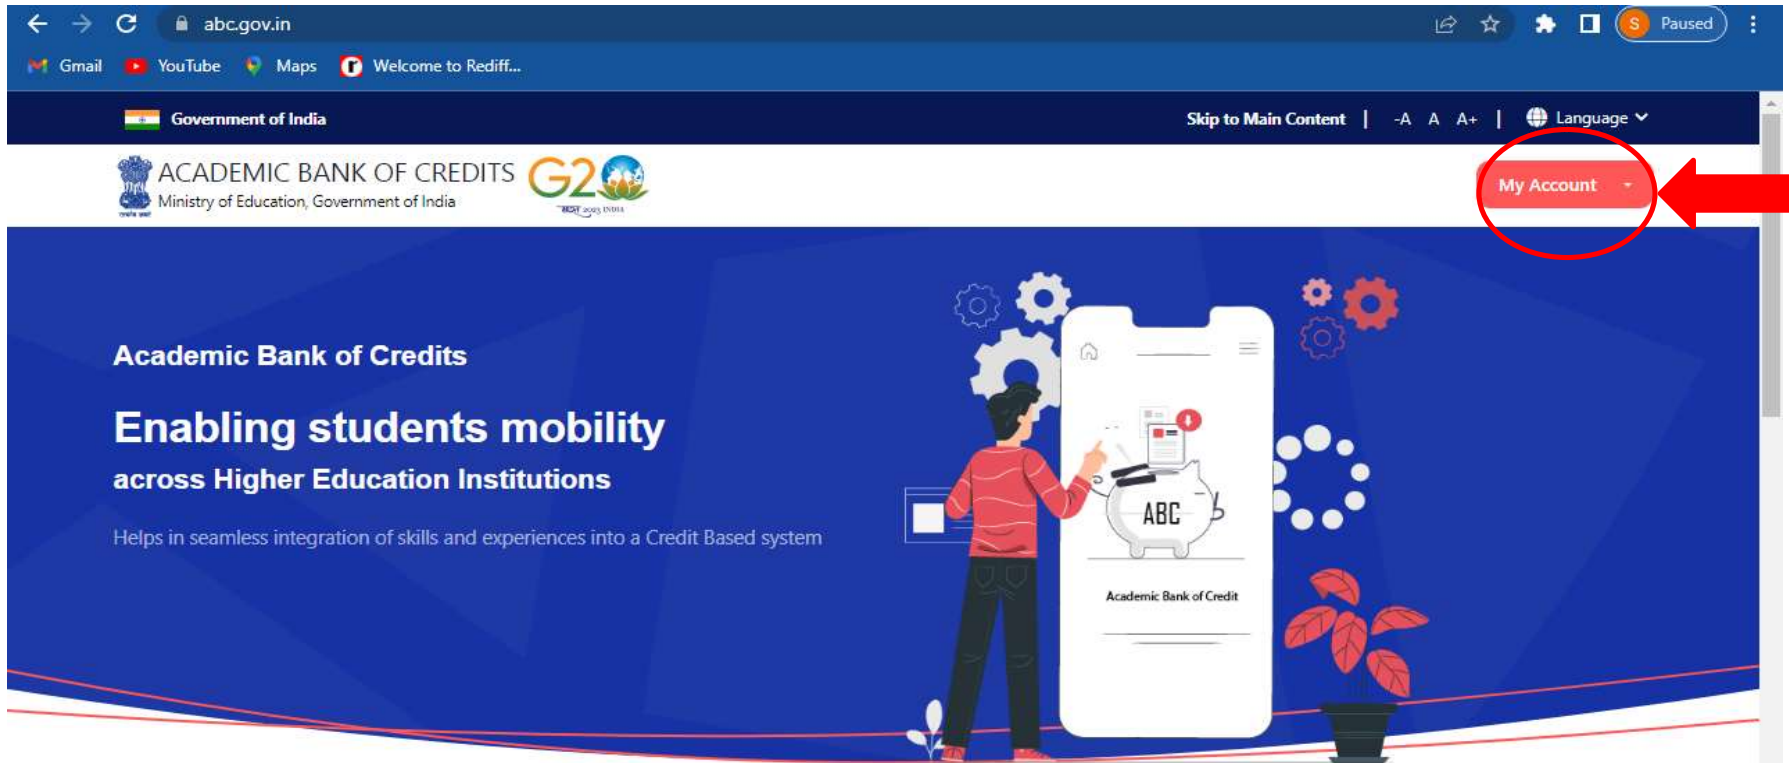 abc.gov.in
S Paused
Gmail YouTube Maps Welcome to Rediff...
Government of India Skip to Main Content | -A A A+ | Language
ACADEMIC BANK OF CREDITS G20
Ministry of Education, Government of India
भारत 2023 INDIA
My Account
Academic Bank of Credits
Enabling students mobility
across Higher Education Institutions
Helps in seamless integration of skills and experiences into a Credit Based system
ABC
Academic Bank of Credit